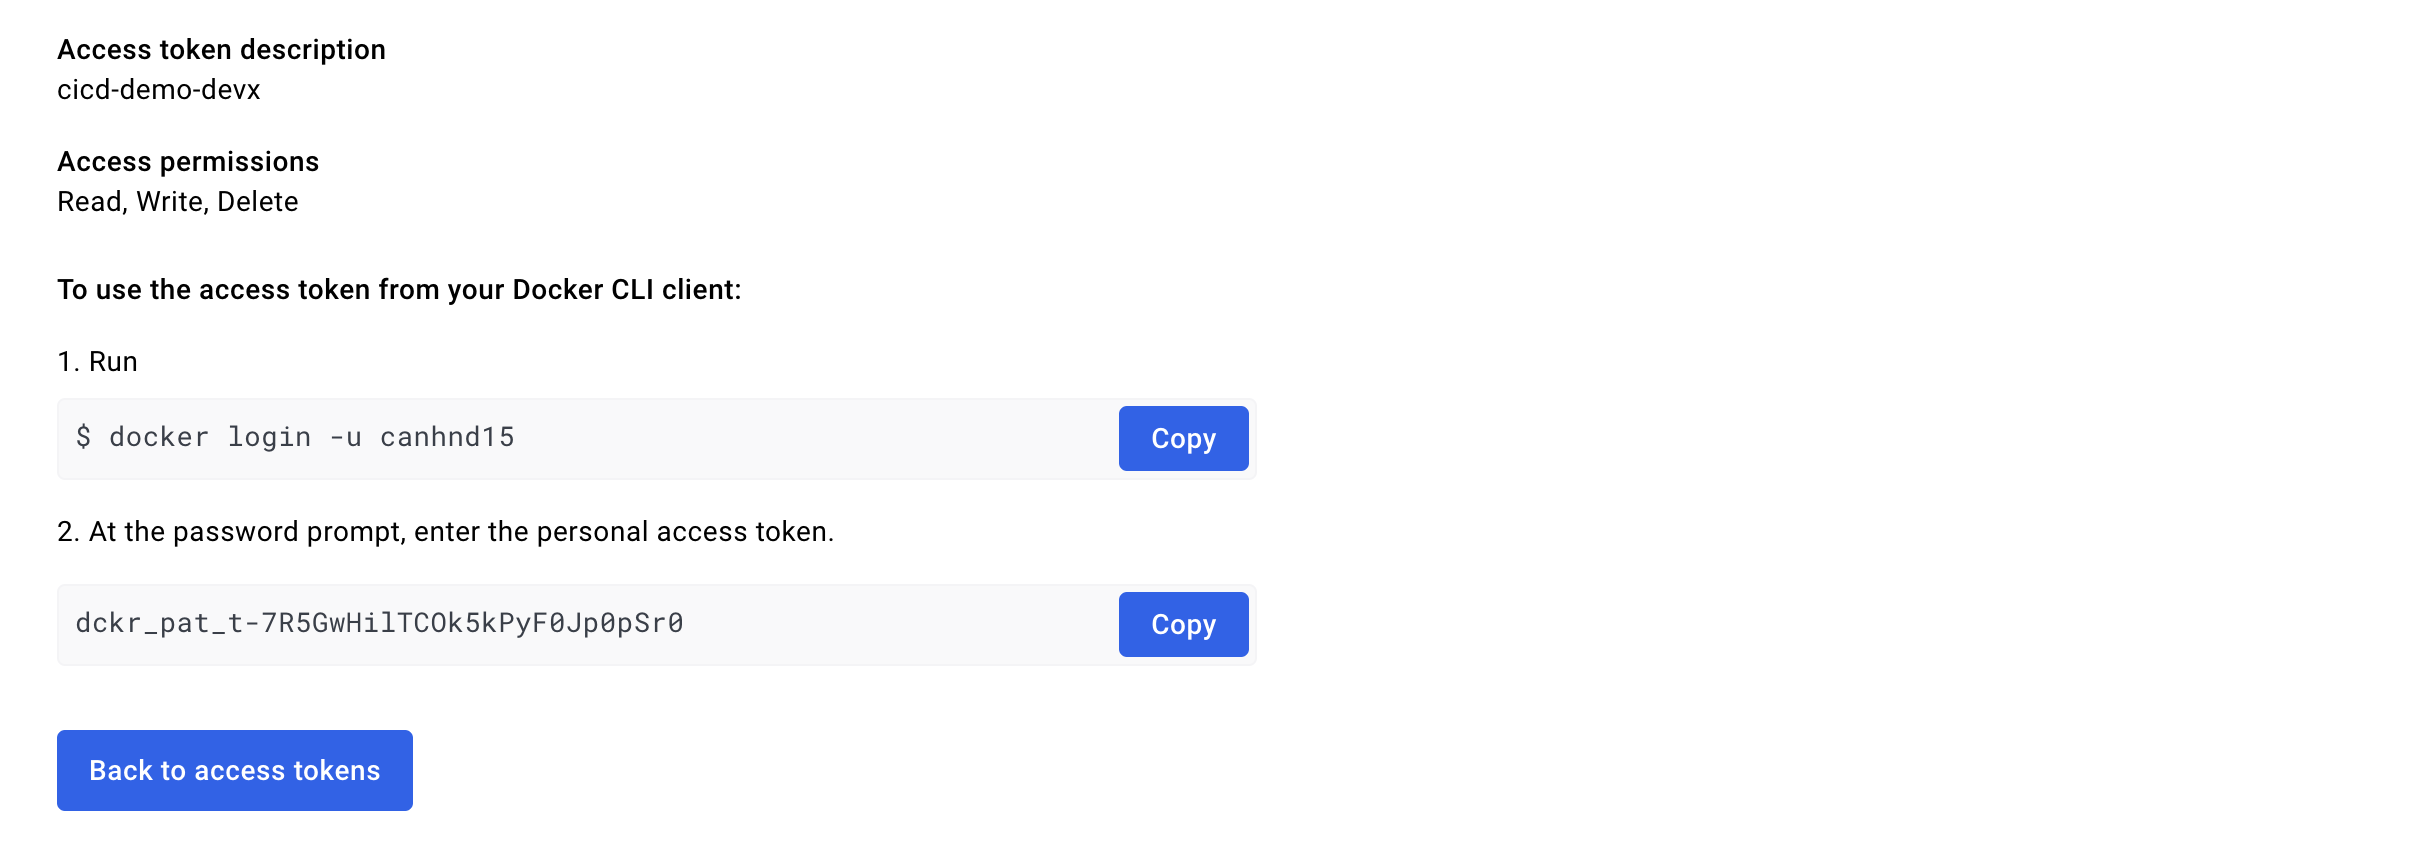 Access token description
cicd-demo-devx
Access permissions
Read, Write, Delete
To use the access token from your Docker CLI client:
1. Run
$ docker login -u canhnd15
Copy
2. At the password prompt, enter the personal access token.
dckr_pat_t-7R5GwHilTCOk5kPyF0Jp0pSr0
Copy
Back to access tokens